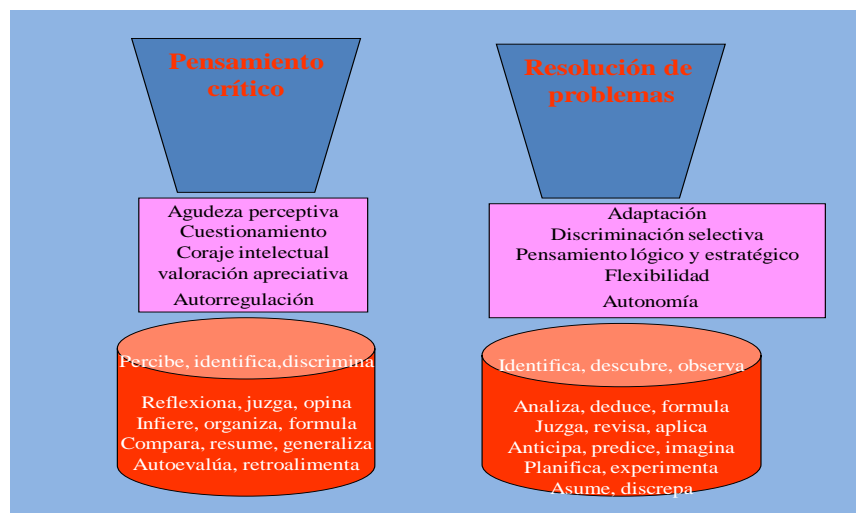 Pensamiento
crítico
Agudeza perceptiva
Cuestionamiento
Coraje intelectual
valoración apreciativa
Autorregulación
Percibe, identifica,discrimina
Reflexiona, juzga, opina
Infiere, organiza, formula
Compara, resume, generaliza
Autoevalúa, retroalimenta
Resolución de
problemas
Adaptación
Discriminación selectiva
Pensamiento lógico y estratégico
Flexibilidad
Autonomía
Identifica, descubre, observa
Analiza, deduce, formula
Juzga, revisa, aplica
Anticipa, predice, imagina
Planifica, experimenta
Asume, discrepa